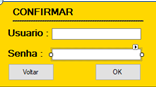 CONFIRMAR
Usuario :
Senha :
Voltar OK